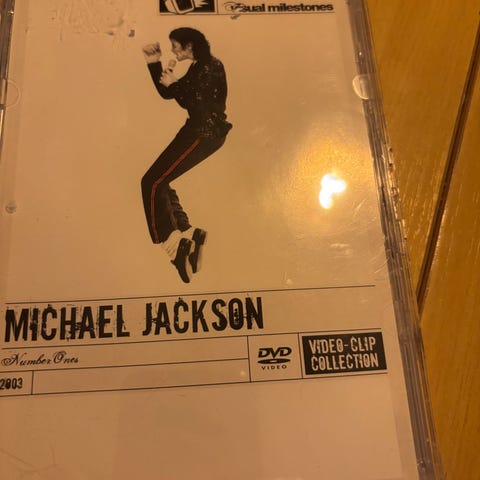 visual milestones
MICHAEL JACKSON
Number Ones
DVD
VIDEO
VIDEO-CLIP
COLLECTION
2003